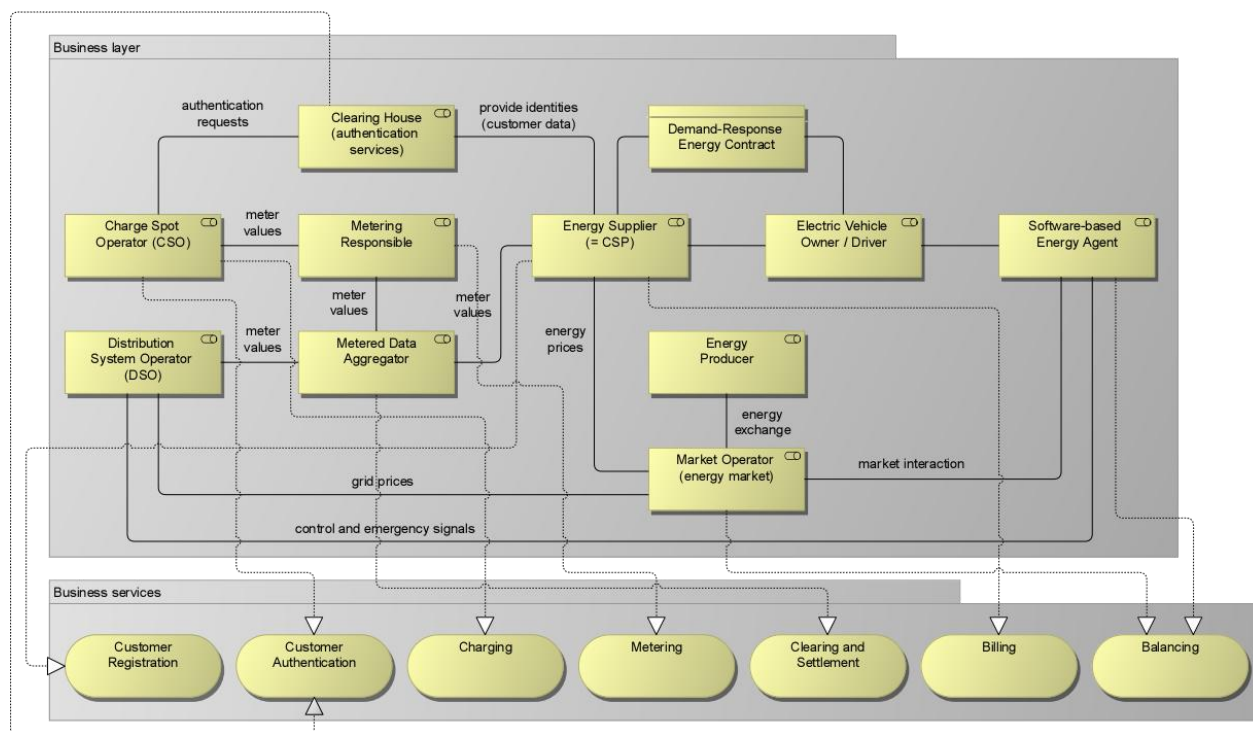 Business layer
authentication
requests
Clearing House
(authentication
services)
provide identities
(customer data)
Demand-Response
Energy Contract
Charge Spot
Operator (CSO)
meter
values
Metering
Responsible
Energy Supplier
(= CSP)
Electric Vehicle
Owner / Driver
Software-based
Energy Agent
meter
values
meter
values
Distribution
System Operator
(DSO)
meter
values
Metered Data
Aggregator
energy
prices
Energy
Producer
energy
exchange
Market Operator
(energy market)
market interaction
grid prices
control and emergency signals
Business services
Customer
Registration
Customer
Authentication
Charging
Metering
Clearing and
Settlement
Billing
Balancing